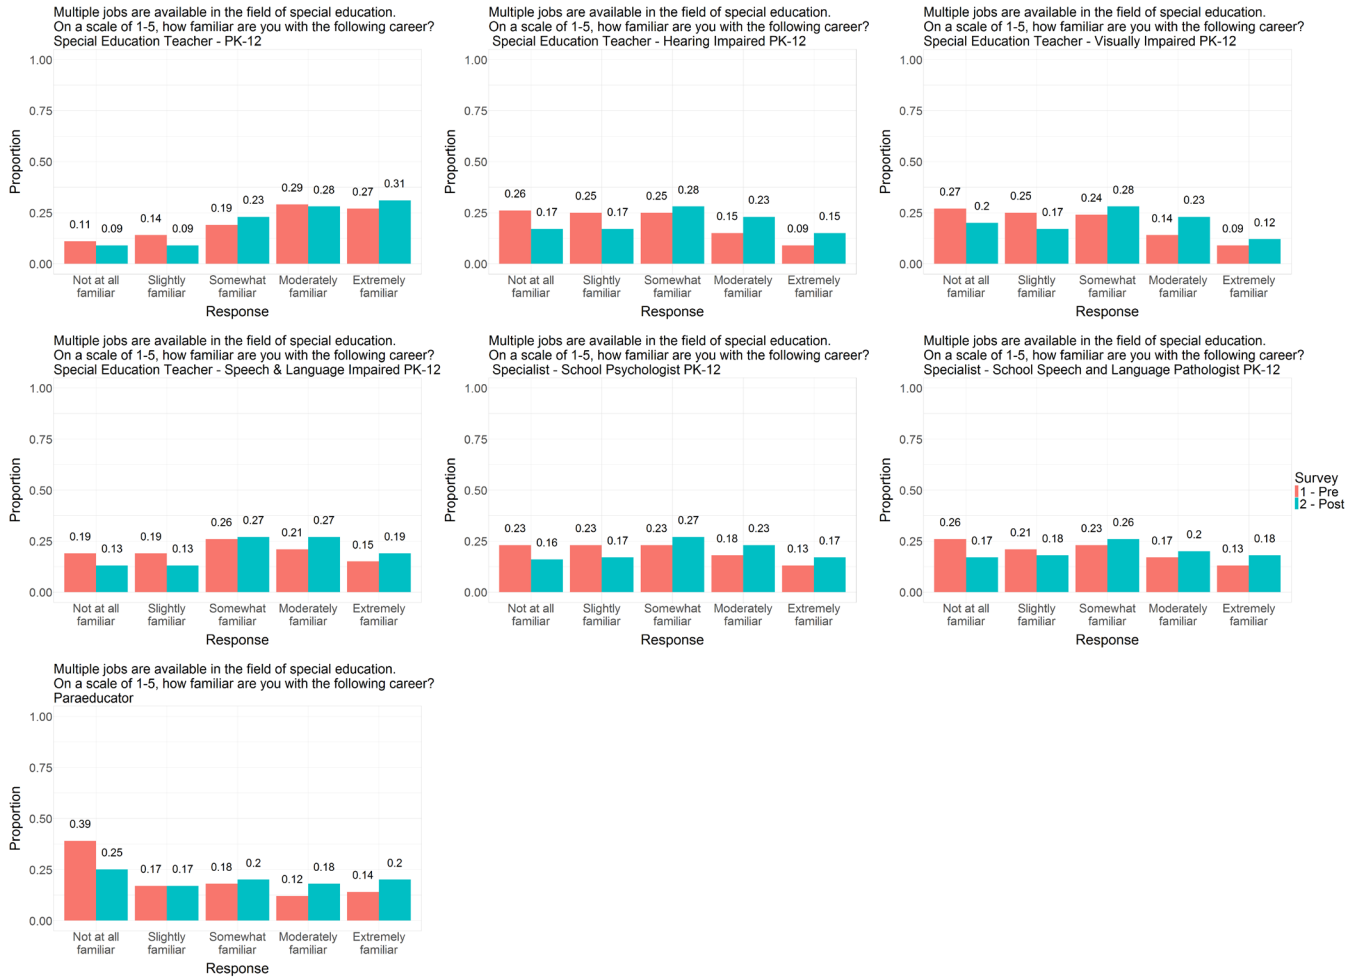 Multiple jobs are available in the field of special education.
On a scale of 1-5, how familiar are you with the following career?
Special Education Teacher - PK-12
1.00
0.75
0.50
0.25
0.00
Proportion
0.11 0.09 0.14 0.09 0.19 0.23 0.29 0.28 0.27 0.31
Not at all Slightly Somewhat Moderately Extremely
familiar familiar familiar familiar familiar
Response
Multiple jobs are available in the field of special education.
On a scale of 1-5, how familiar are you with the following career?
Special Education Teacher - Hearing Impaired PK-12
1.00
0.75
0.50
0.25
0.00
Proportion
0.26 0.17 0.25 0.17 0.25 0.28 0.15 0.23 0.09 0.15
Not at all Slightly Somewhat Moderately Extremely
familiar familiar familiar familiar familiar
Response
Multiple jobs are available in the field of special education.
On a scale of 1-5, how familiar are you with the following career?
Special Education Teacher - Visually Impaired PK-12
1.00
0.75
0.50
0.25
0.00
Proportion
0.27 0.2 0.25 0.17 0.24 0.28 0.14 0.23 0.09 0.12
Not at all Slightly Somewhat Moderately Extremely
familiar familiar familiar familiar familiar
Response
Multiple jobs are available in the field of special education.
On a scale of 1-5, how familiar are you with the following career?
Special Education Teacher - Speech & Language Impaired PK-12
1.00
0.75
0.50
0.25
0.00
Proportion
0.19 0.13 0.19 0.13 0.26 0.27 0.21 0.27 0.15 0.19
Not at all Slightly Somewhat Moderately Extremely
familiar familiar familiar familiar familiar
Response
Multiple jobs are available in the field of special education.
On a scale of 1-5, how familiar are you with the following career?
Specialist - School Psychologist PK-12
1.00
0.75
0.50
0.25
0.00
Proportion
0.23 0.16 0.23 0.17 0.23 0.27 0.18 0.23 0.13 0.17
Not at all Slightly Somewhat Moderately Extremely
familiar familiar familiar familiar familiar
Response
Multiple jobs are available in the field of special education.
On a scale of 1-5, how familiar are you with the following career?
Specialist - School Speech and Language Pathologist PK-12
1.00
0.75
0.50
0.25
0.00
Proportion
0.26 0.17 0.21 0.18 0.23 0.26 0.17 0.2 0.13 0.18
Not at all Slightly Somewhat Moderately Extremely
familiar familiar familiar familiar familiar
Response
Survey
1 - Pre
2 - Post
Multiple jobs are available in the field of special education.
On a scale of 1-5, how familiar are you with the following career?
Paraeducator
1.00
0.75
0.50
0.25
0.00
Proportion
0.39 0.25 0.17 0.17 0.18 0.2 0.12 0.18 0.14 0.2
Not at all Slightly Somewhat Moderately Extremely
familiar familiar familiar familiar familiar
Response